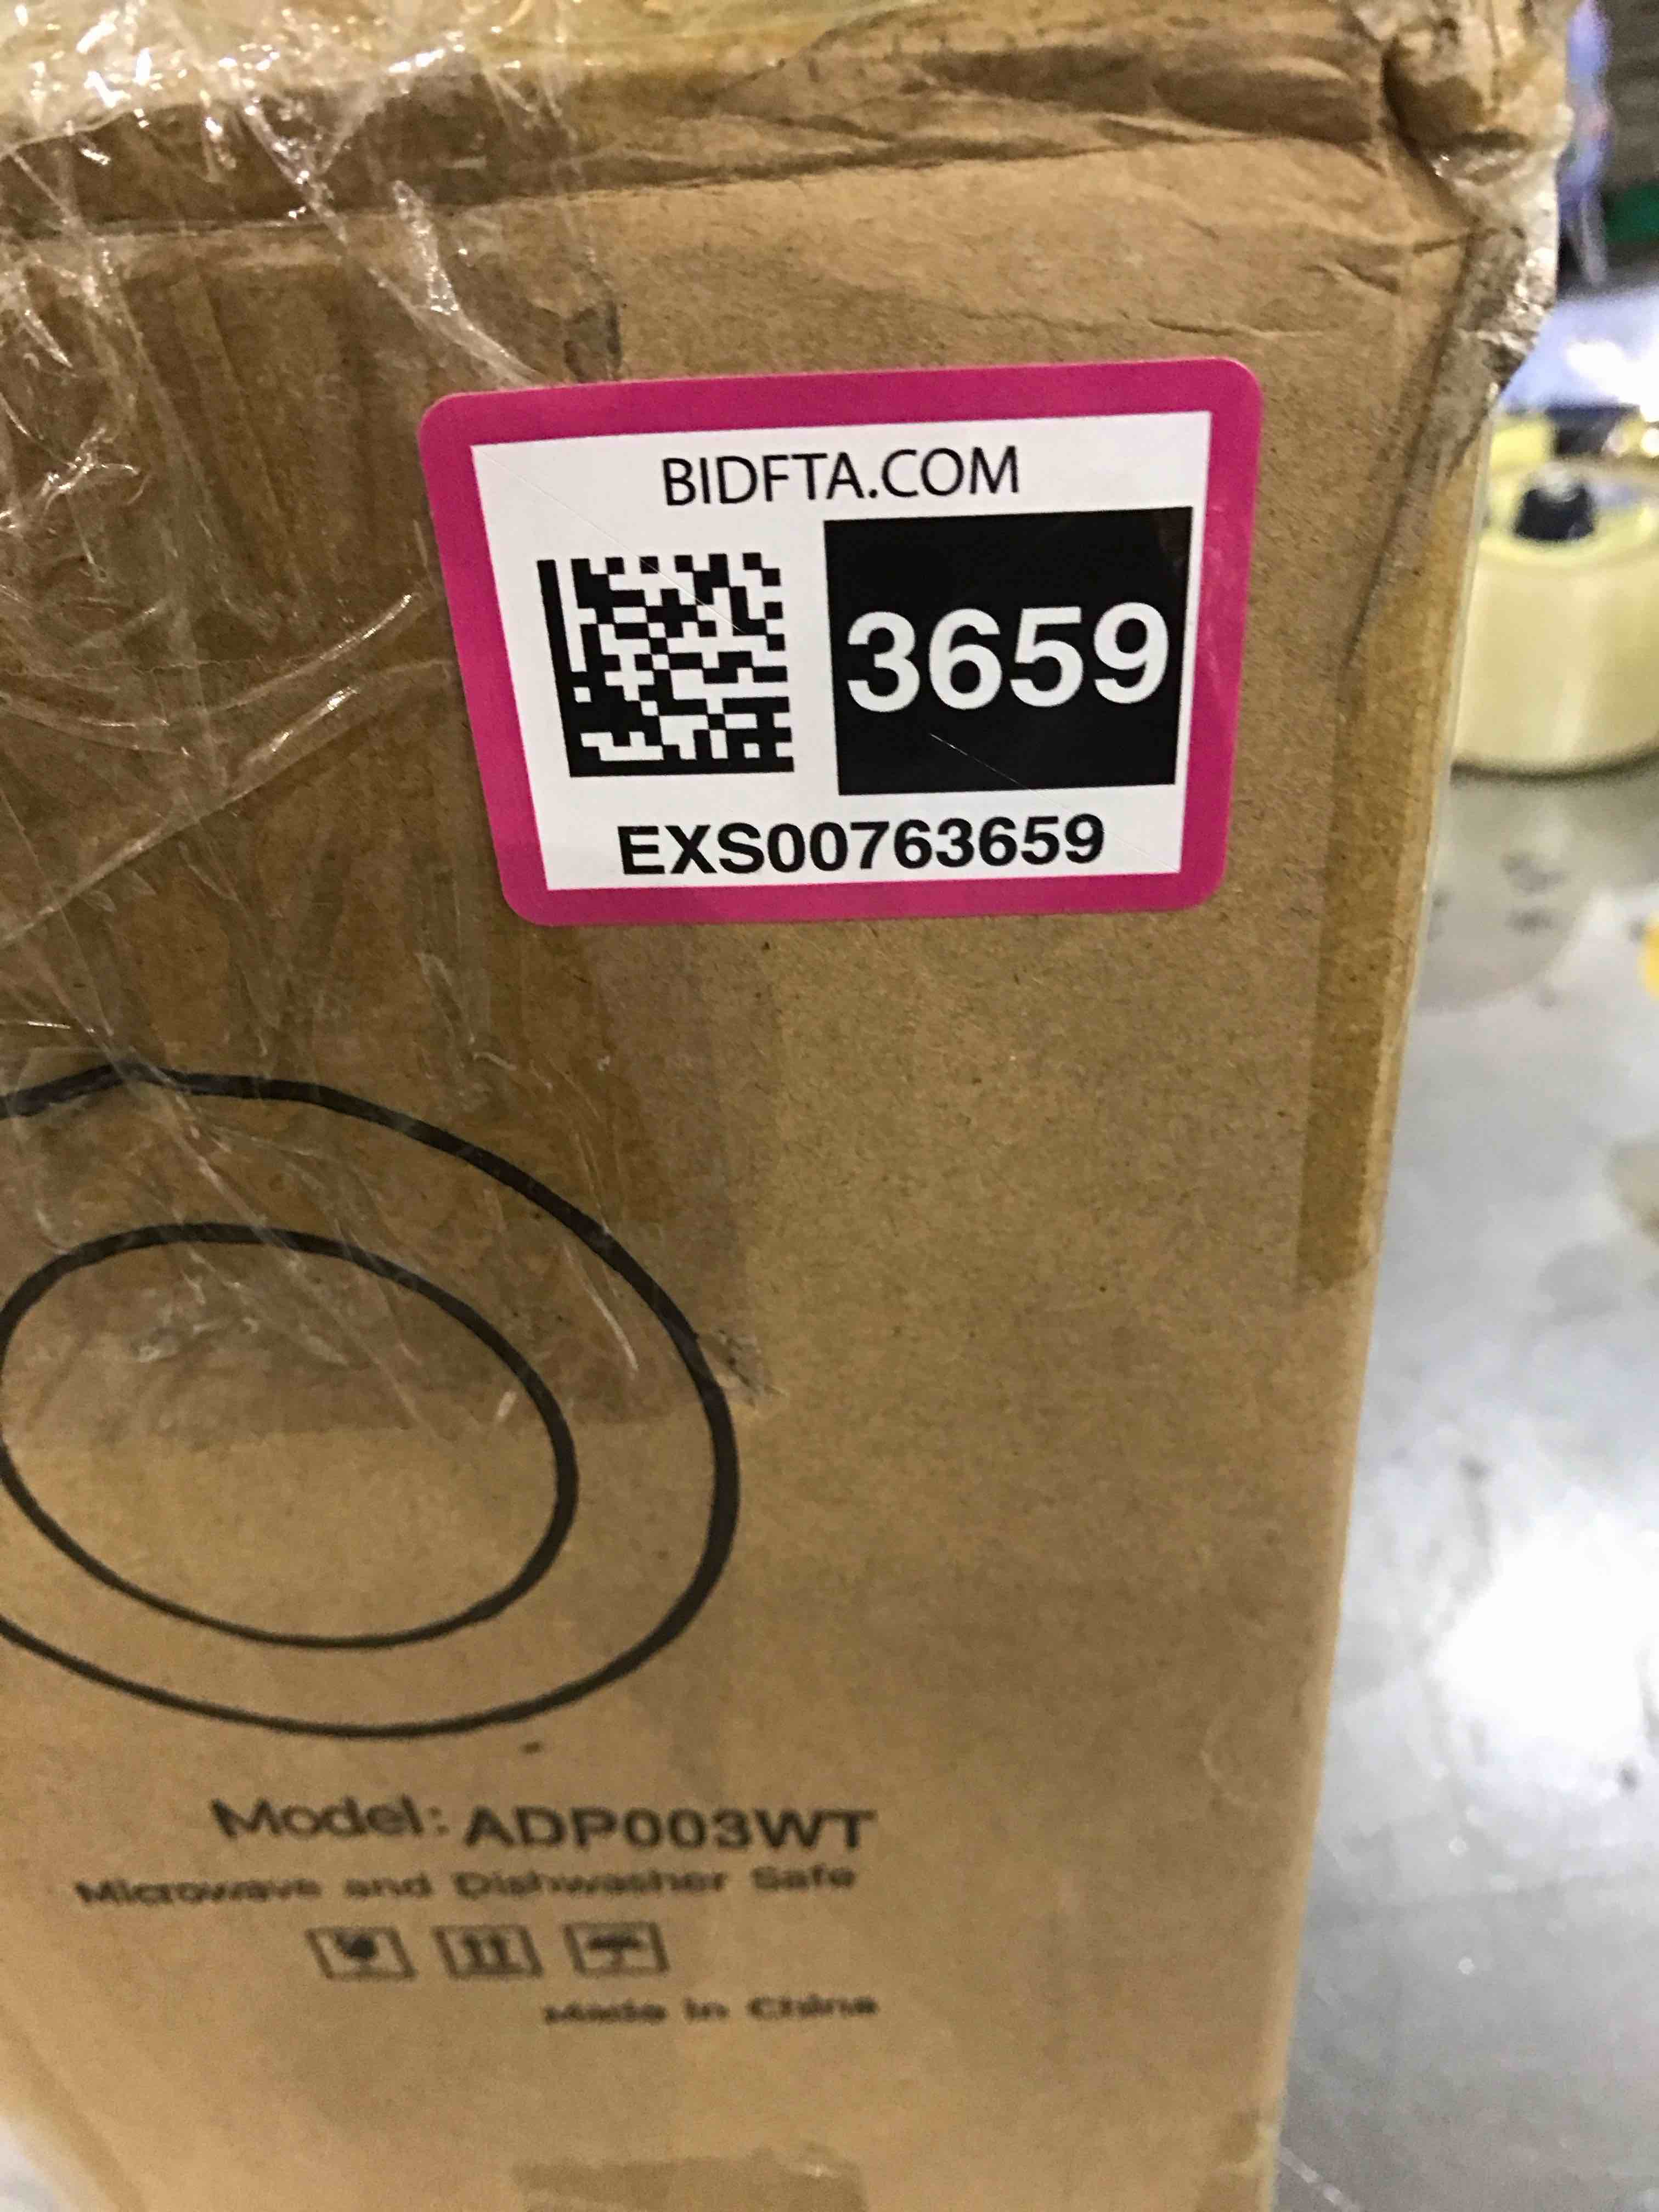 BIDFTA.COM
3659
EXS00763659
Model: ADP003WT
Microwave and Dishwasher Safe
Made in China